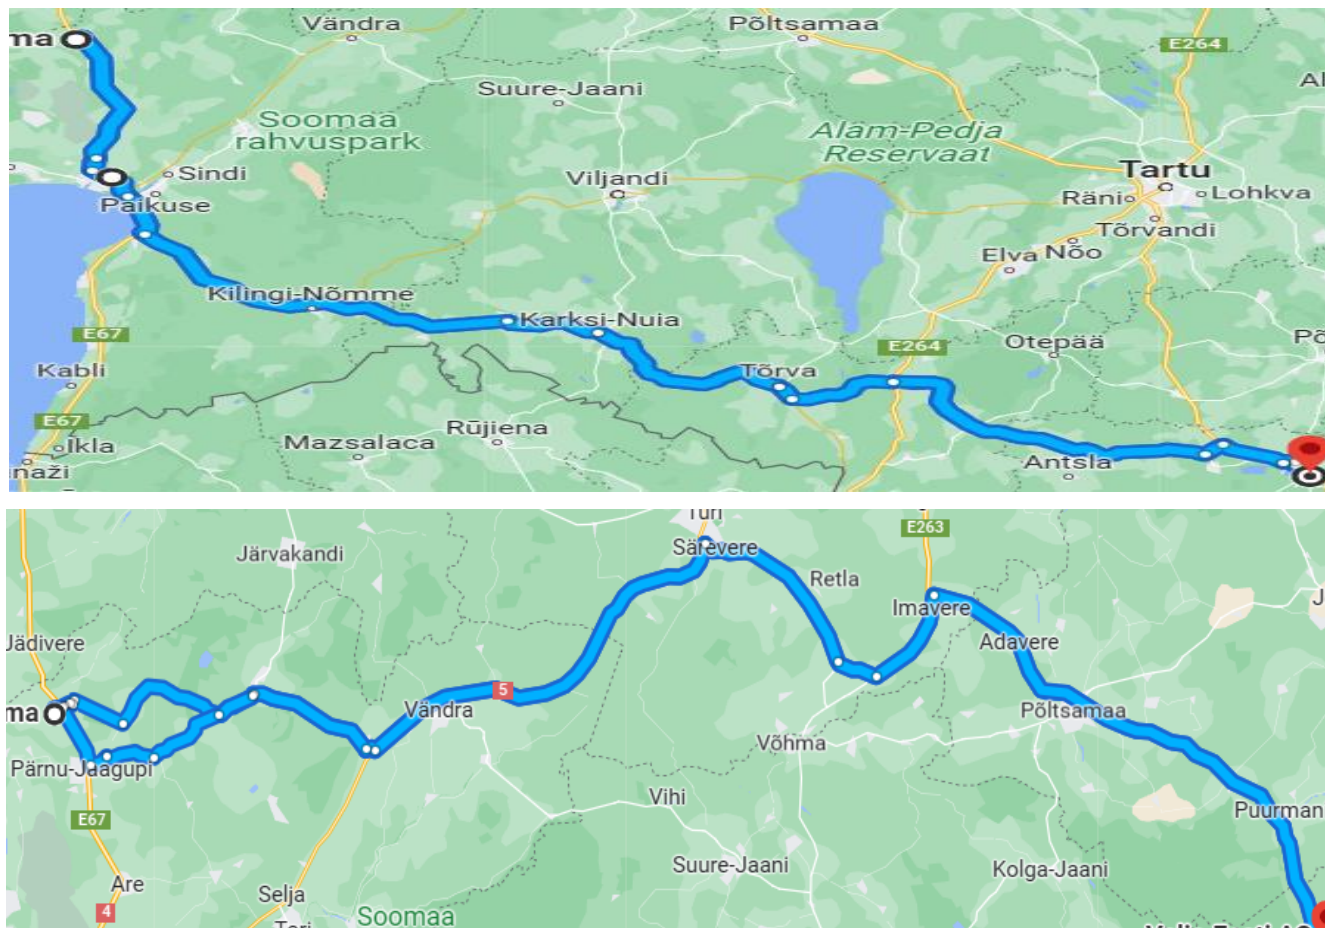 ma
Vändra
Põltsamaa
E264
Suure-Jaani
Al
Soomaa
rahvuspark
Alam-Pedja
Reservaat
Sindi
Viljandi
Tartu
Räni
Lohkva
Paikuse
Tõrvandi
Elva
Nõo
Kilingi-Nõmme
Karksi-Nuia
E67
E264
Otepää
Põ
Kabli
Tõrva
E67
Ikla
Mazsalaca
Rūjiena
Antsla
naži
Türi
E263
Järvakandi
Särevere
Retla
Imavere
J
Jädivere
Adavere
ma
5
Vändra
Põltsamaa
Võhma
Pärnu-Jaagupi
Vihi
Puurman
E67
Suure-Jaani
Kolga-Jaani
Are
Selja
4
Soomaa